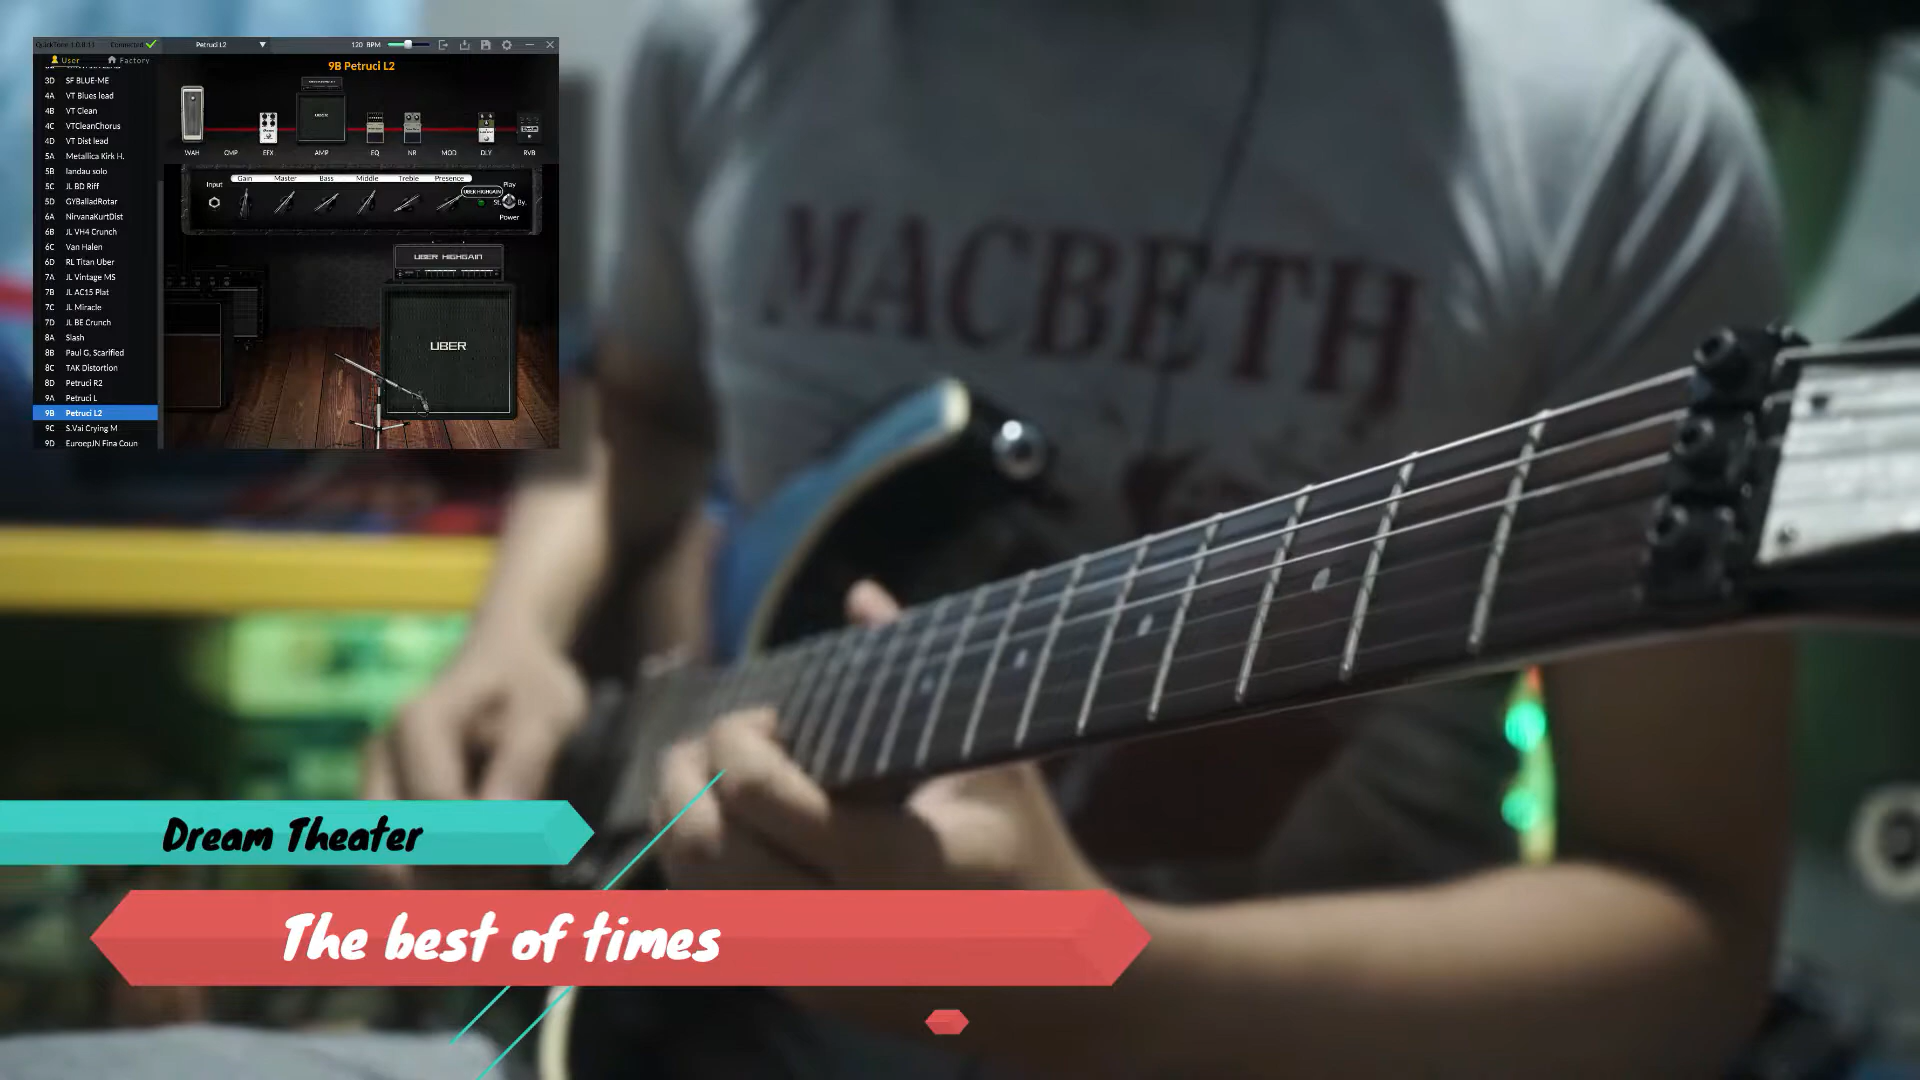 QuickTone 1.0.8.11 Connected Petruci L2 120 BPM
User Factory
9B Petruci L2
3D SF BLUE-ME
4A VT Blues lead
4B VT Clean
4C VTCleanChorus
4D VT Dist lead
5A Metallica Kirk H.
5B landau solo
5C JL BD Riff
5D GYBalladRotar
6A NirvanaKurtDist
6B JL VH4 Crunch
6C Van Halen
6D RL Titan Uber
7A JL Vintage MS
7B JL AC15 Plat
7C JL Miracle
7D JL BE Crunch
8A Slash
8B Paul G. Scarified
8C TAK Distortion
8D Petruci R2
9A Petruci L
9B Petruci L2
9C S.Vai Crying M
9D EuroepJN Fina Coun
UBER
WAH CMP EFX AMP EQ NR MOD DLY RVB
Input Gain Master Bass Middle Treble Presence Play
UBER HIGHGAIN
St. By.
Power
UBER HIGHGAIN
UBER
MACBETH
Dream Theater
The best of times